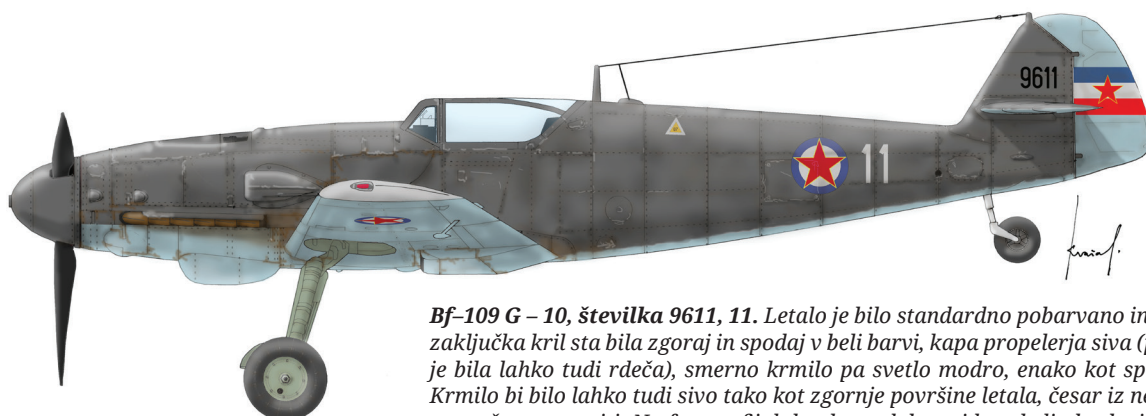 9611
11
Bf–109 G – 10, številka 9611, 11. Letalo je bilo standardno pobarvano in
zaključka kril sta bila zgoraj in spodaj v beli barvi, kapa propelerja siva (
je bila lahko tudi rdeča), smerno krmilo pa svetlo modro, enako kot sp
Krmilo bi bilo lahko tudi sivo tako kot zgornje površine letala, česar iz